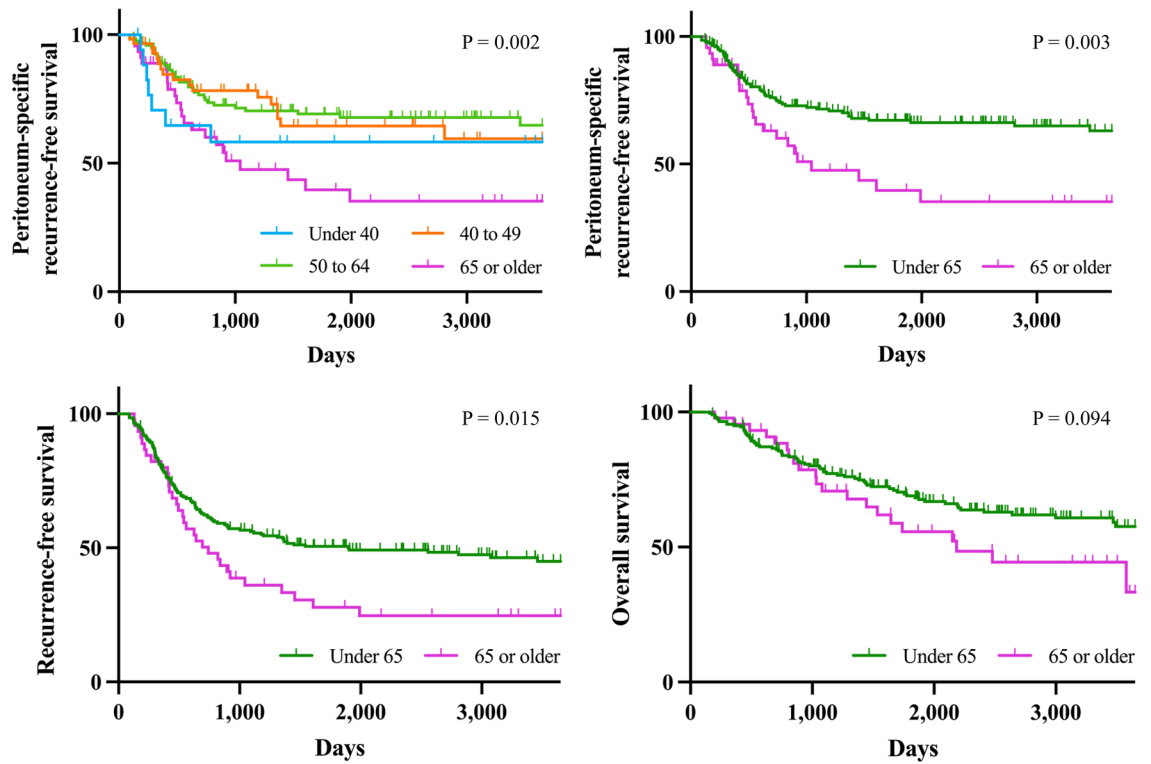 Peritoneum-specific
recurrence-free survival
100
50
0
P = 0.002
Under 40
40 to 49
50 to 64
65 or older
0
1,000
2,000
3,000
Days
Peritoneum-specific
recurrence-free survival
100
50
0
P = 0.003
Under 65
65 or older
0
1,000
2,000
3,000
Days
Recurrence-free survival
100
50
0
P = 0.015
Under 65
65 or older
0
1,000
2,000
3,000
Days
Overall survival
100
50
0
P = 0.094
Under 65
65 or older
0
1,000
2,000
3,000
Days